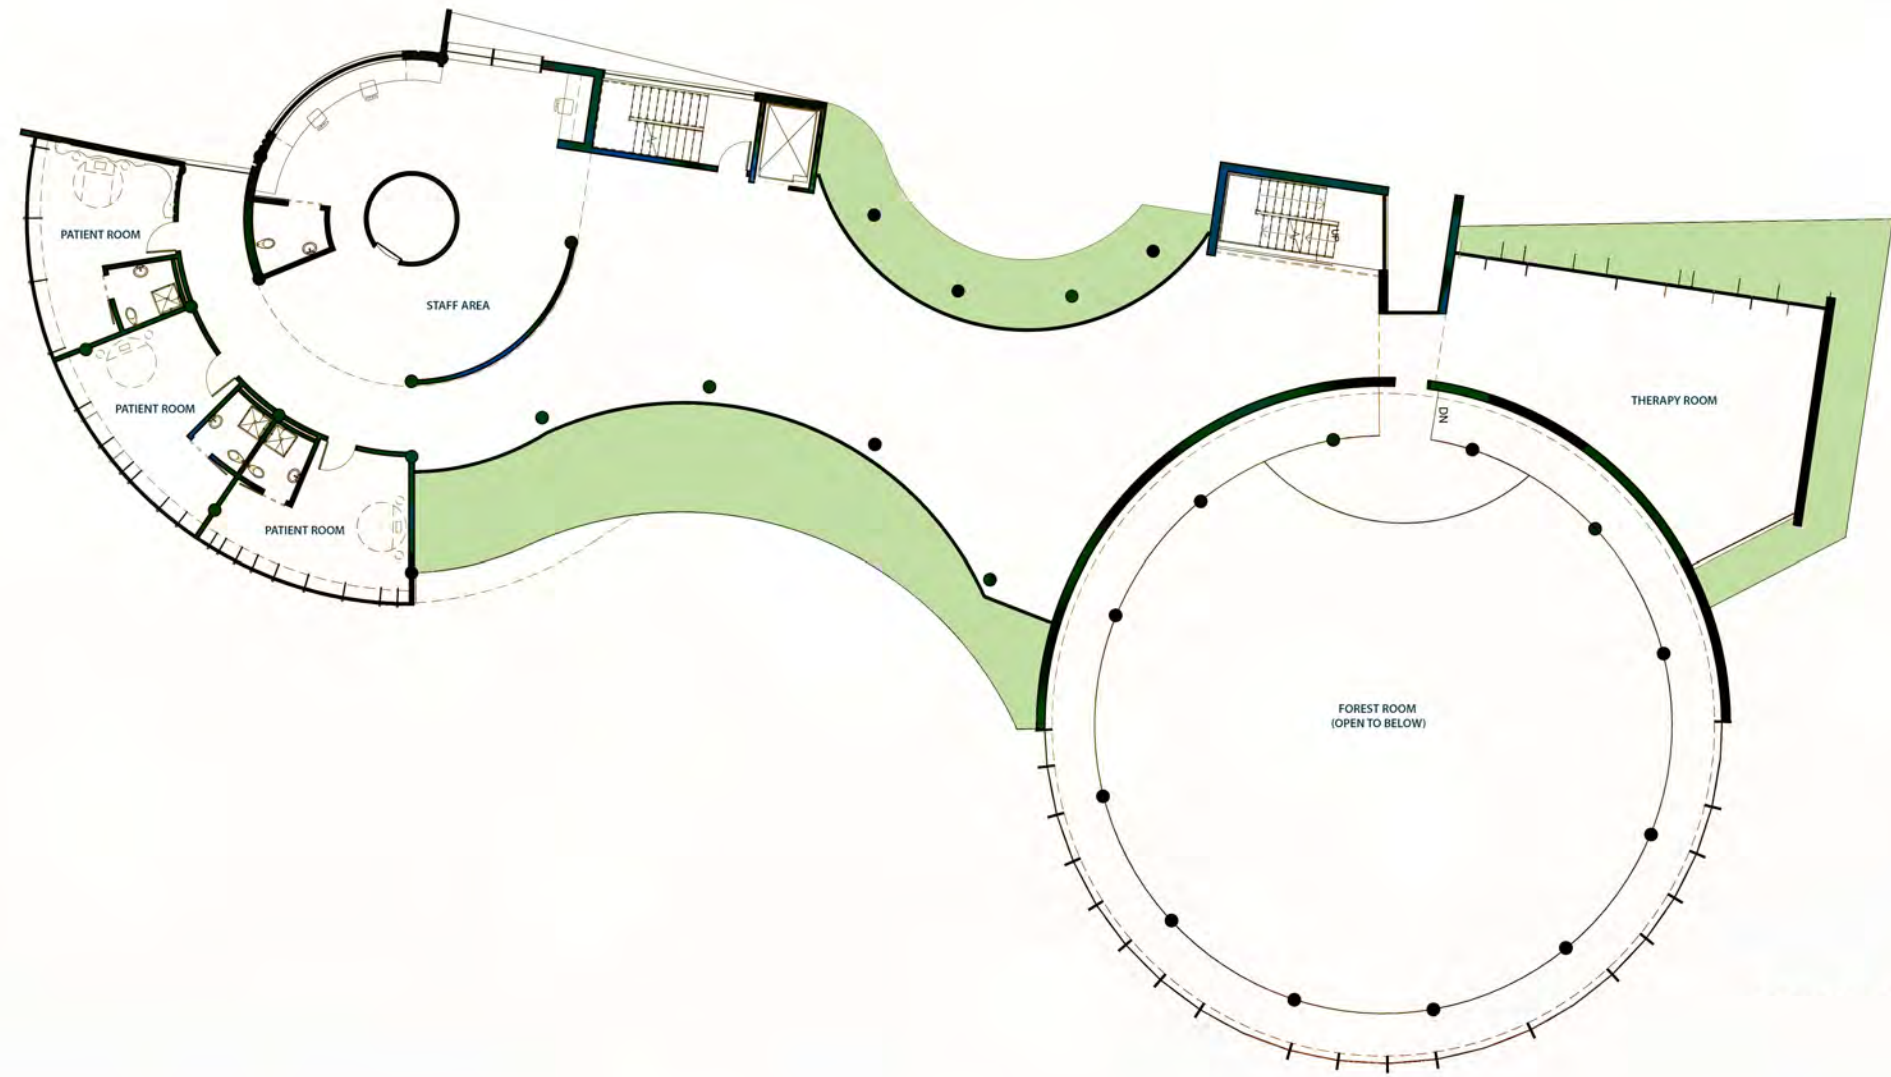 PATIENT ROOM
STAFF AREA
PATIENT ROOM
PATIENT ROOM
UP
DN
THERAPY ROOM
FOREST ROOM
(OPEN TO BELOW)